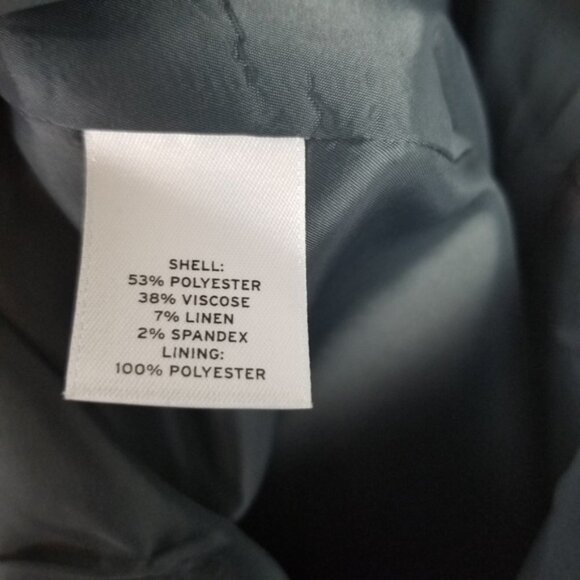 SHELL:
53% POLYESTER
38% VISCOSE
7% LINEN
2% SPANDEX
LINING:
100% POLYESTER